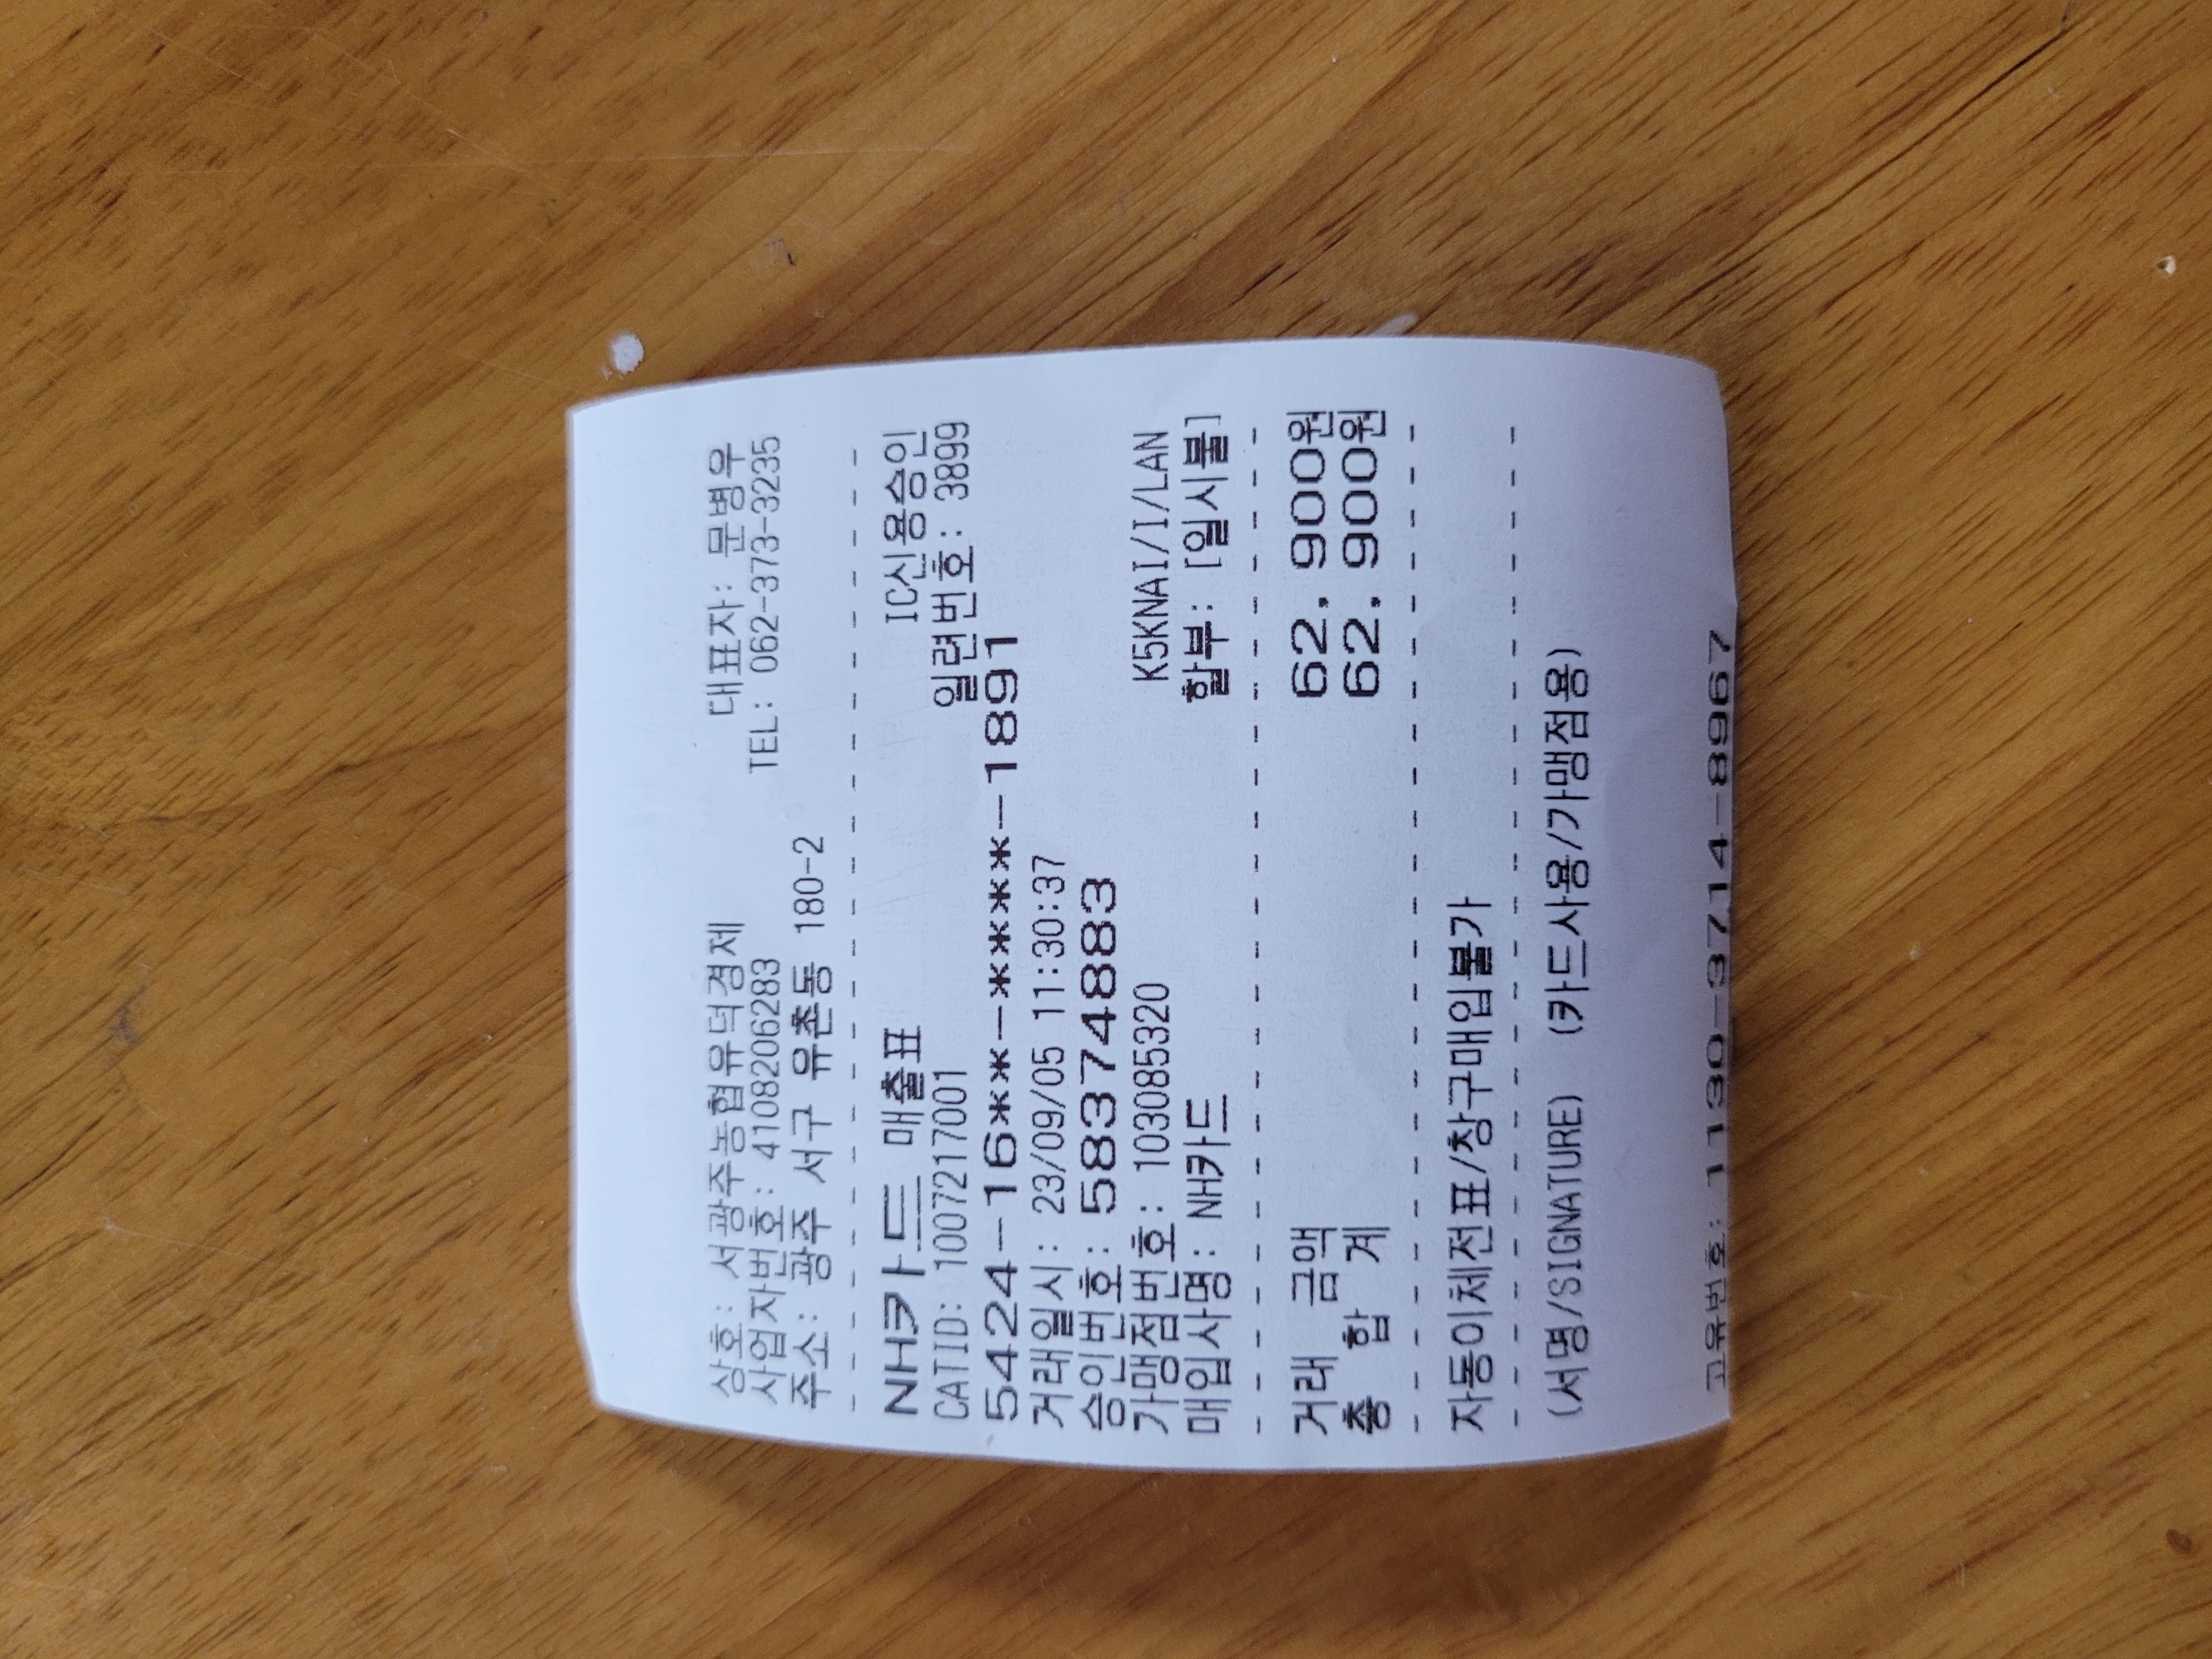 상호: 서광주농협유덕경제 대표자: 문병우
사업자번호: 4108206283 TEL: 062-373-3235
주소: 광주 서구 유촌동 180-2
NH카드 매출표 IC신용승인
CATID: 1007217001 일련번호: 3899
5424-16**-****-1891
거래일시: 23/09/05 11:30:37
승인번호: 58374883
가맹점번호: 103085320 K5KNAI/I/LAN
매입사명: NH카드 할부: [일시불]
거래 금액 62,900원
총 합 계 62,900원
자동이체전표/창구매입불가
(서명/SIGNATURE) (카드사용/가맹점용)
고유번호: 1130-3714-8967